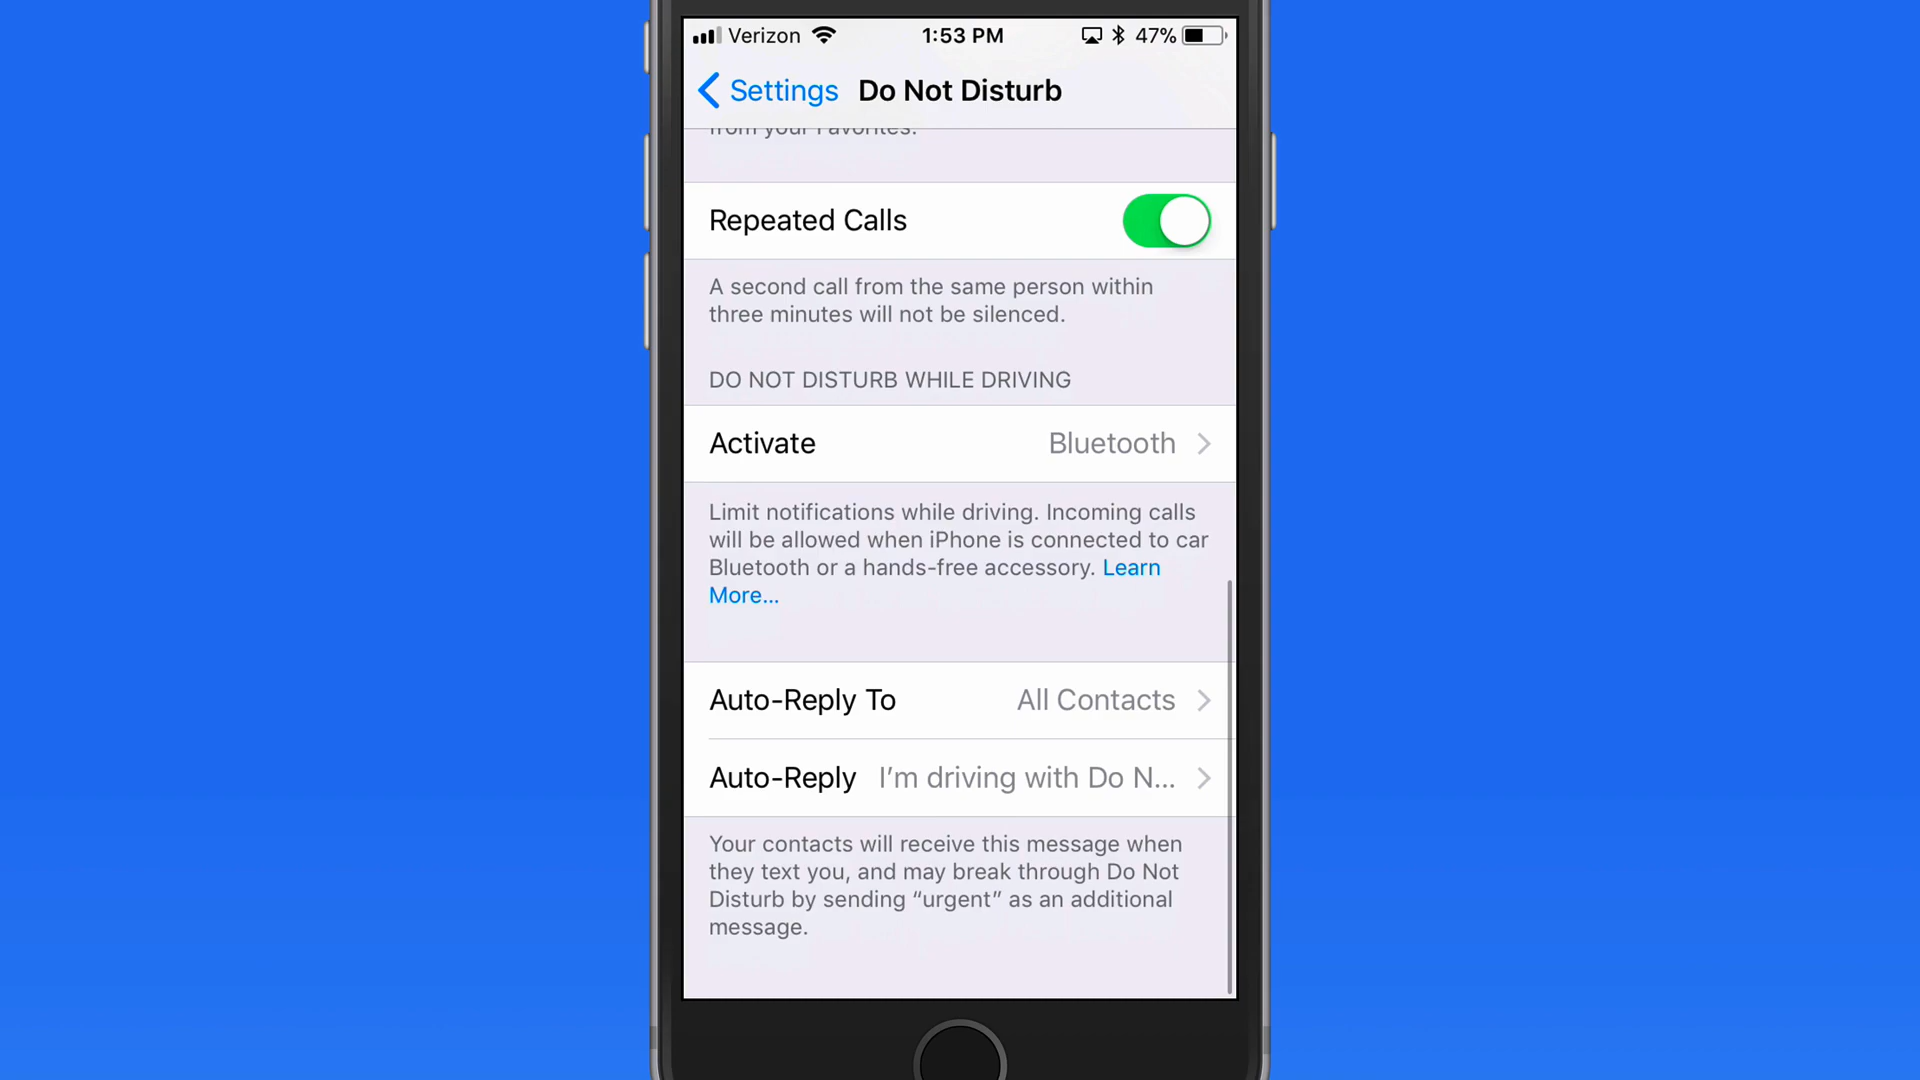 Verizon 1:53 PM 47%
Settings Do Not Disturb
from your Favorites.
Repeated Calls
A second call from the same person within
three minutes will not be silenced.
DO NOT DISTURB WHILE DRIVING
Activate Bluetooth
Limit notifications while driving. Incoming calls
will be allowed when iPhone is connected to car
Bluetooth or a hands-free accessory. Learn
More...
Auto-Reply To All Contacts
Auto-Reply I’m driving with Do N...
Your contacts will receive this message when
they text you, and may break through Do Not
Disturb by sending “urgent” as an additional
message.